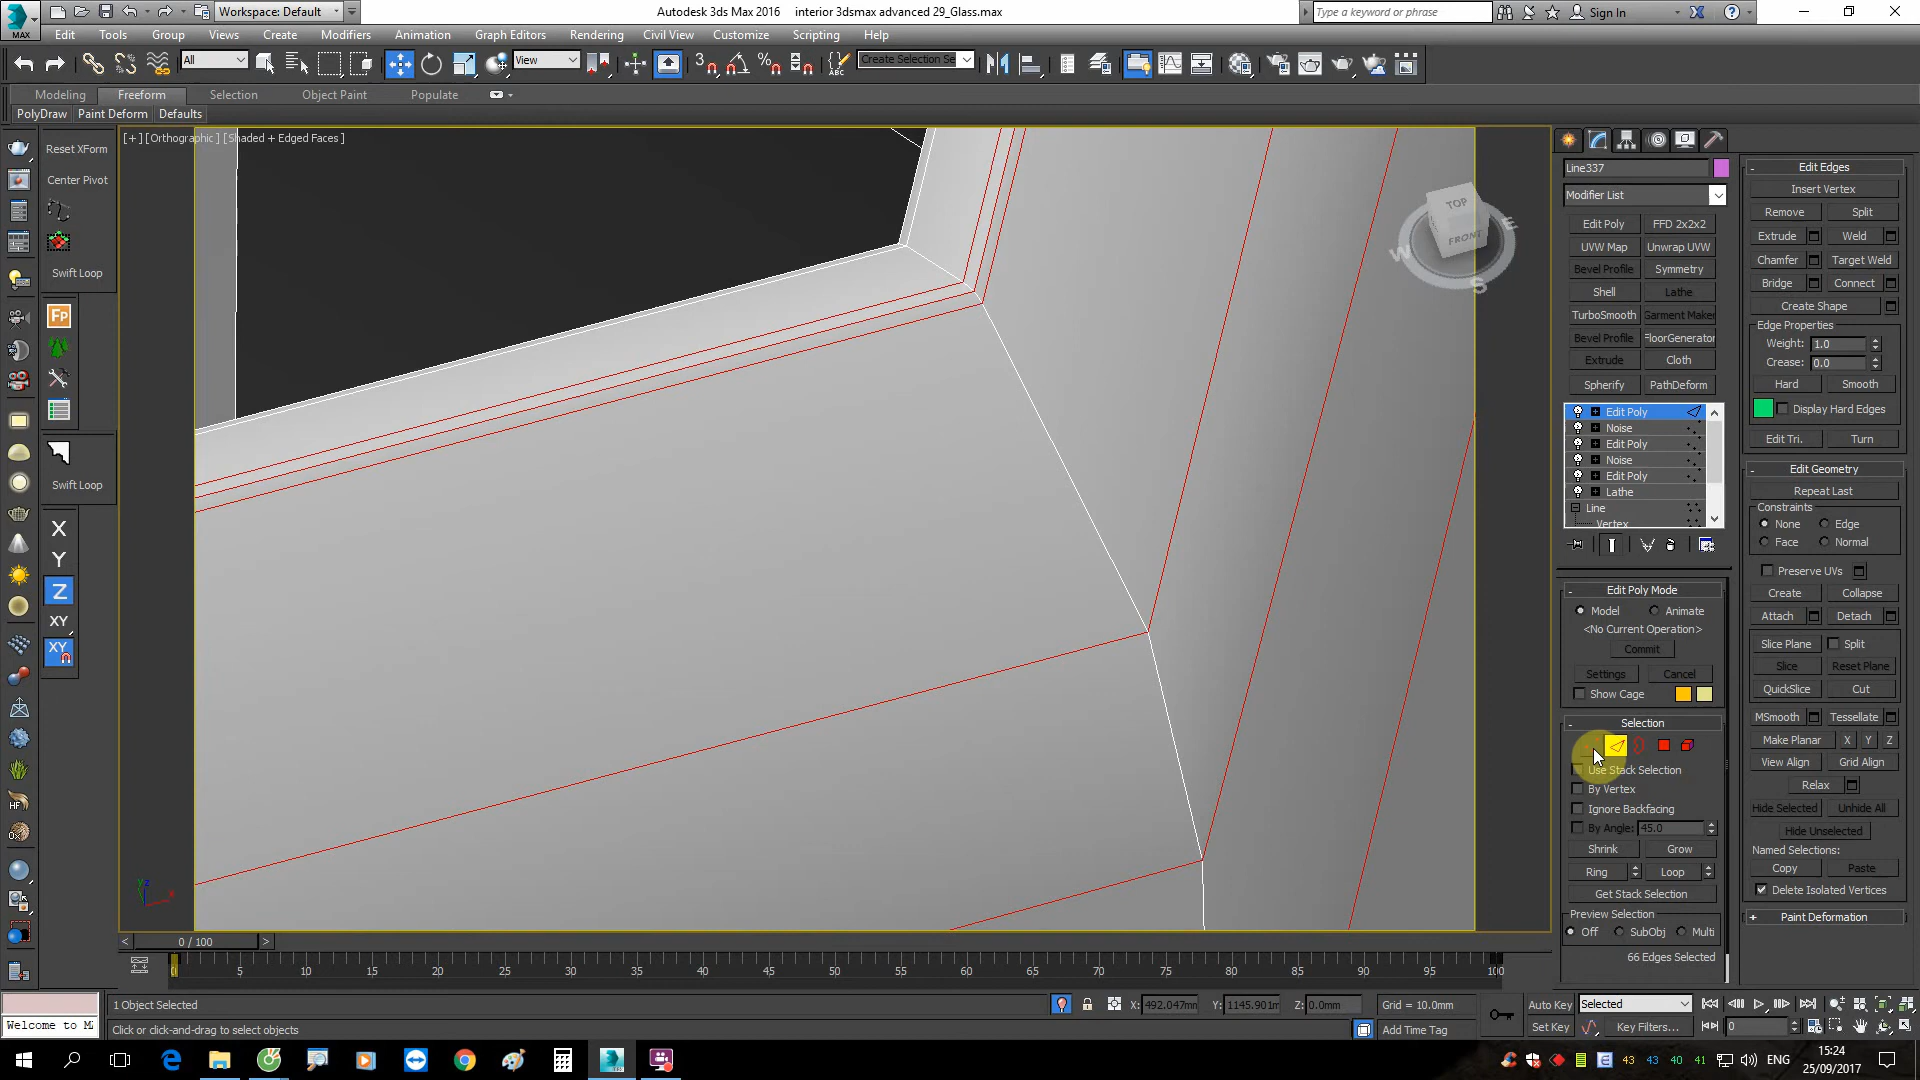 MAX
Workspace: Default
Autodesk 3ds Max 2016
interior 3dsmax advanced 29_Glass.max
Type a keyword or phrase
Sign In
Edit
Tools
Group
Views
Create
Modifiers
Animation
Graph Editors
Rendering
Civil View
Customize
Scripting
Help
All
View
Create Selection Se
Modeling
Freeform
Selection
Object Paint
Populate
PolyDraw
Paint Deform
Defaults
[+] [Orthographic] [Shaded + Edged Faces]
Reset XForm
Center Pivot
Swift Loop
Fp
Swift Loop
X
Y
Z
XY
XY
HF
TOP
FRONT
W
E
S
Line337
Modifier List
Edit Poly
FFD 2x2x2
UVW Map
Unwrap UVW
Bevel Profile
Symmetry
Shell
Lathe
TurboSmooth
Garment Maker
Bevel Profile
FloorGenerator
Extrude
Cloth
Spherify
PathDeform
Edit Poly
Noise
Edit Poly
Noise
Edit Poly
Lathe
Line
Vertex
Edit Poly Mode
Model
Animate
<No Current Operation>
Commit
Settings
Cancel
Show Cage
Selection
Use Stack Selection
By Vertex
Ignore Backfacing
By Angle: 45.0
Shrink
Grow
Ring
Loop
Get Stack Selection
Preview Selection
Off
SubObj
Multi
66 Edges Selected
Edit Edges
Insert Vertex
Remove
Split
Extrude
Weld
Chamfer
Target Weld
Bridge
Connect
Create Shape
Edge Properties
Weight: 1.0
Crease: 0.0
Hard
Smooth
Display Hard Edges
Edit Tri.
Turn
Edit Geometry
Repeat Last
Constraints
None
Edge
Face
Normal
Preserve UVs
Create
Collapse
Attach
Detach
Slice Plane
Split
Slice
Reset Plane
QuickSlice
Cut
MSmooth
Tessellate
Make Planar
X
Y
Z
View Align
Grid Align
Relax
Hide Selected
Unhide All
Hide Unselected
Named Selections:
Copy
Paste
Delete Isolated Vertices
Paint Deformation
0 / 100
0
5
10
15
20
25
30
35
40
45
50
55
60
65
70
75
80
85
90
95
100
1 Object Selected
X: 492.047mm
Y: 1145.901m
Z: 0.0mm
Grid = 10.0mm
Auto Key
Selected
Welcome to M
Click or click-and-drag to select objects
Add Time Tag
Set Key
Key Filters...
0
43
43
40
41
ENG
15:24
25/09/2017